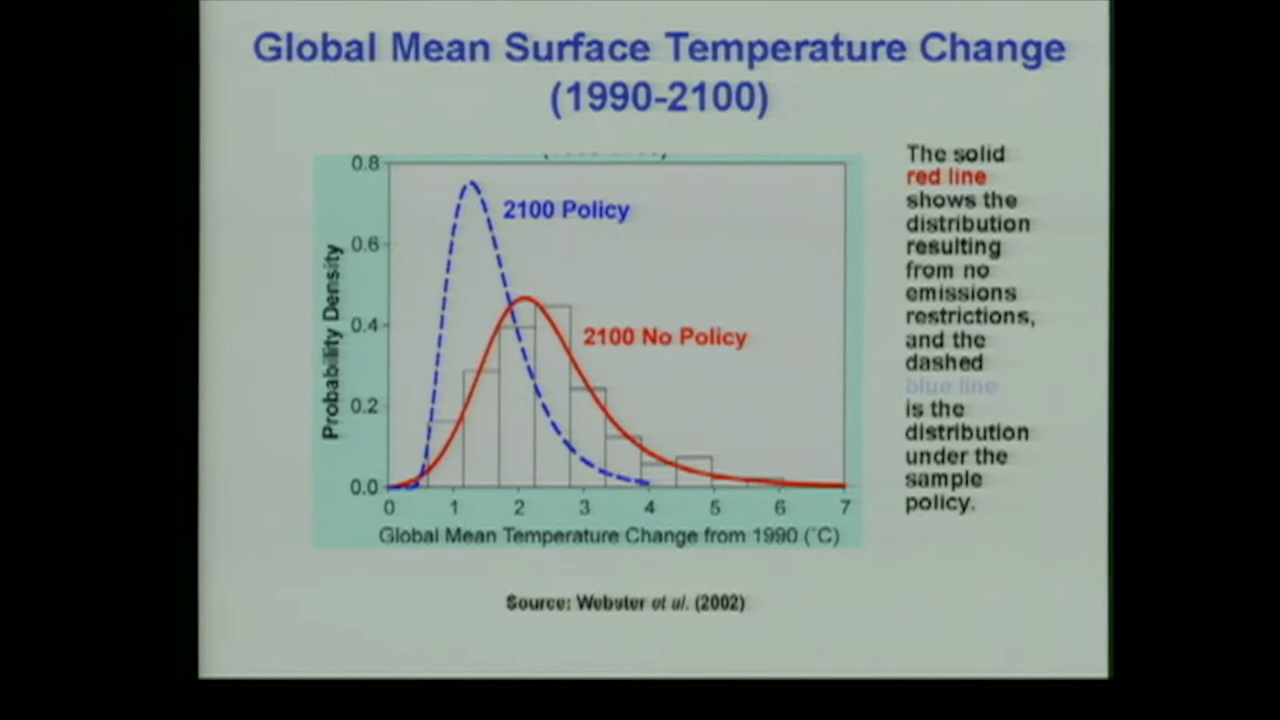 Global Mean Surface Temperature Change
(1990-2100)
0.8
0.6
0.4
0.2
0.0
Probability Density
2100 Policy
2100 No Policy
0 1 2 3 4 5 6 7
Global Mean Temperature Change from 1990 (°C)
The solid
red line
shows the
distribution
resulting
from no
emissions
restrictions,
and the
dashed
blue line
is the
distribution
under the
sample
policy.
Source: Webster et al. (2002)